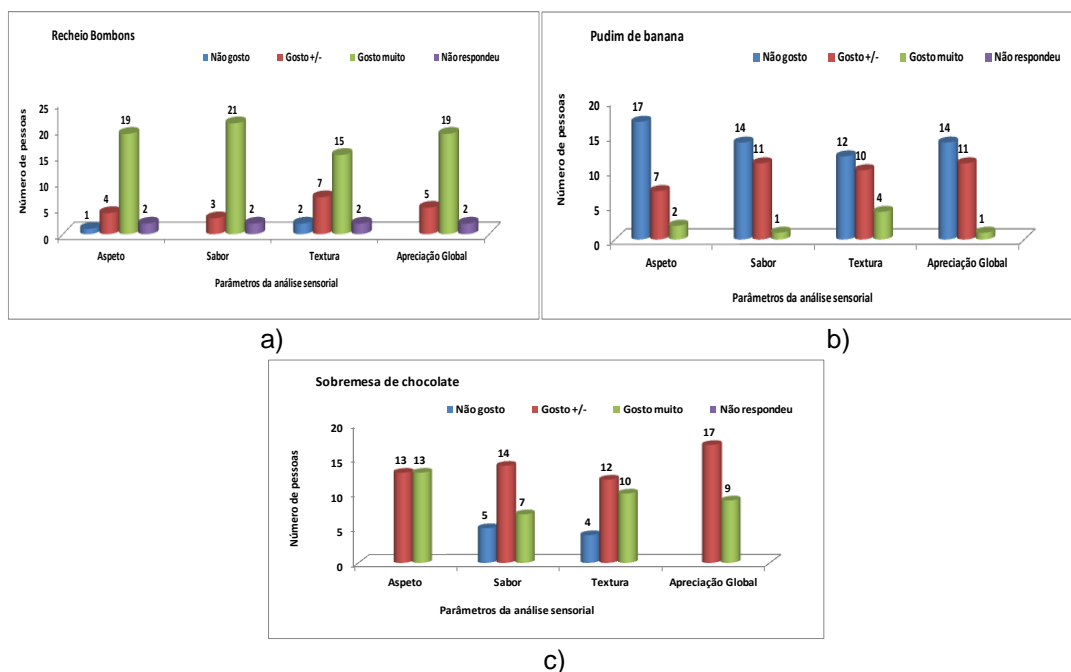 Recheio Bombons
Não gosto Gosto +/- Gosto muito Não respondeu
Número de pessoas
25
20
15
10
5
0
1 4 19 2
3 21 2
2 7 15 2
5 19 2
Aspeto Sabor Textura Apreciação Global
Parâmetros da análise sensorial
a)
Pudim de banana
Não gosto Gosto +/- Gosto muito Não respondeu
Número de pessoas
20
15
10
5
0
17 7 2
14 11 1
12 10 4
14 11 1
Aspeto Sabor Textura Apreciação Global
Parâmetros da análise sensorial
b)
Sobremesa de chocolate
Não gosto Gosto +/- Gosto muito Não respondeu
Número de pessoas
20
15
10
5
0
13 13
5 14 7
4 12 10
17 9
Aspeto Sabor Textura Apreciação Global
Parâmetros da análise sensorial
c)